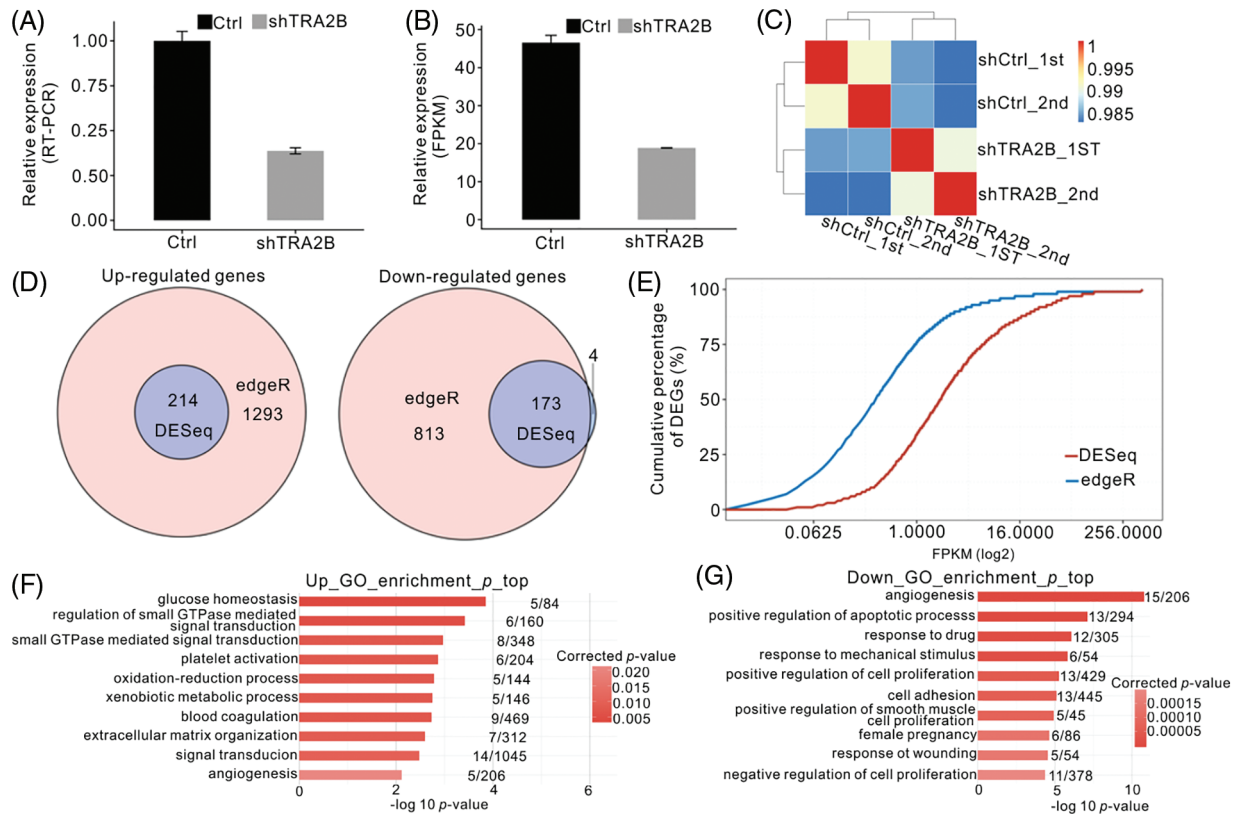 (A)
Ctrl shTRA2B
Relative expression
(RT-PCR)
1.00
0.75
0.25
0.50
0.00
Ctrl shTRA2B
(B)
Ctrl shTRA2B
Relative expression
(FPKM)
50
40
30
20
10
0
Ctrl shTRA2B
(C)
shCtrl_1st
shCtrl_2nd
shTRA2B_1ST
shTRA2B_2nd
1
0.995
0.99
0.985
shCtrl_1st
shCtrl_2nd
shTRA2B_1ST
shTRA2B_2nd
(D)
Up-regulated genes
214
DESeq
edgeR
1293
Down-regulated genes
edgeR
813
173
DESeq
4
(E)
Cumulative percentage
of DEGs (%)
100
75
50
25
0
DESeq
edgeR
0.0625 1.0000 16.0000 256.0000
FPKM (log2)
(F)
Up_GO_enrichment_p_top
glucose homeostasis 5/84
regulation of small GTPase mediated
signal transduction 6/160
small GTPase mediated signal transduction 8/348
platelet activation 6/204
oxidation-reduction process 5/144
xenobiotic metabolic process 5/146
blood coagulation 9/469
extracellular matrix organization 7/312
signal transducion 14/1045
angiogenesis 5/206
0 2 4 6
-log 10 p-value
Corrected p-value
0.020
0.015
0.010
0.005
(G)
Down_GO_enrichment_p_top
angiogenesis 15/206
positive regulation of apoptotic processs 13/294
response to drug 12/305
response to mechanical stimulus 6/54
positive regulation of cell proliferation 13/429
cell adhesion 13/445
positive regulation of smooth muscle
cell proliferation 5/45
female pregnancy 6/86
response ot wounding 5/54
negative regulation of cell proliferation 11/378
0 5 10
-log 10 p-value
Corrected p-value
0.00015
0.00010
0.00005